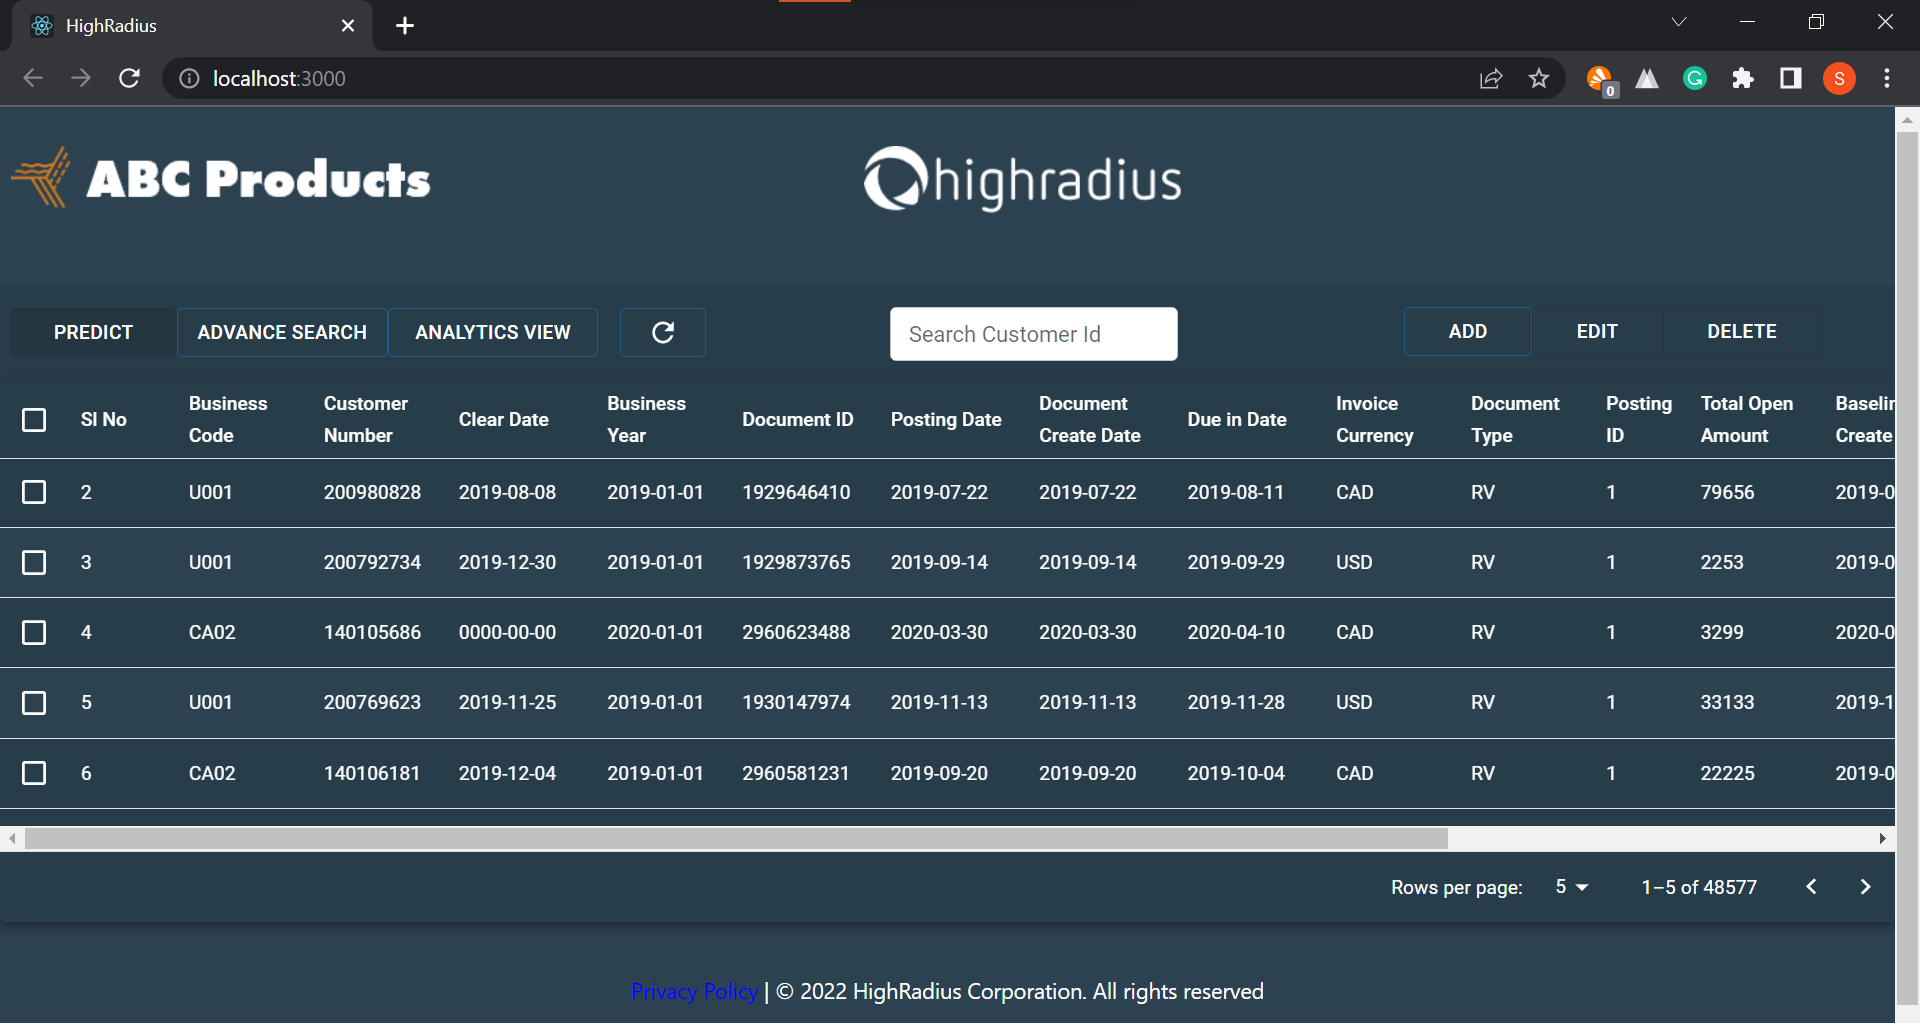 HighRadius
localhost:3000
0
G
S
ABC Products
highradius
PREDICT ADVANCE SEARCH ANALYTICS VIEW Search Customer Id ADD EDIT DELETE
Sl No Business Code Customer Number Clear Date Business Year Document ID Posting Date Document Create Date Due in Date Invoice Currency Document Type Posting ID Total Open Amount Create
2 U001 200980828 2019-08-08 2019-01-01 1929646410 2019-07-22 2019-07-22 2019-08-11 CAD RV 1 79656 2019-0
3 U001 200792734 2019-12-30 2019-01-01 1929873765 2019-09-14 2019-09-14 2019-09-29 USD RV 1 2253 2019-0
4 CA02 140105686 0000-00-00 2020-01-01 2960623488 2020-03-30 2020-03-30 2020-04-10 CAD RV 1 3299 2020-0
5 U001 200769623 2019-11-25 2019-01-01 1930147974 2019-11-13 2019-11-13 2019-11-28 USD RV 1 33133 2019-1
6 CA02 140106181 2019-12-04 2019-01-01 2960581231 2019-09-20 2019-09-20 2019-10-04 CAD RV 1 22225 2019-0
Rows per page: 5 1–5 of 48577
Privacy Policy | © 2022 HighRadius Corporation. All rights reserved